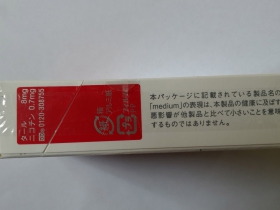 タール 8mg
ニコチン 0.7mg
0120-308755
紙
本パッケージに記載されている製品名の
「medium」の表現は、本製品の健康に及ぼす
悪影響が他製品と比べて小さいことを意味
するものではありません。